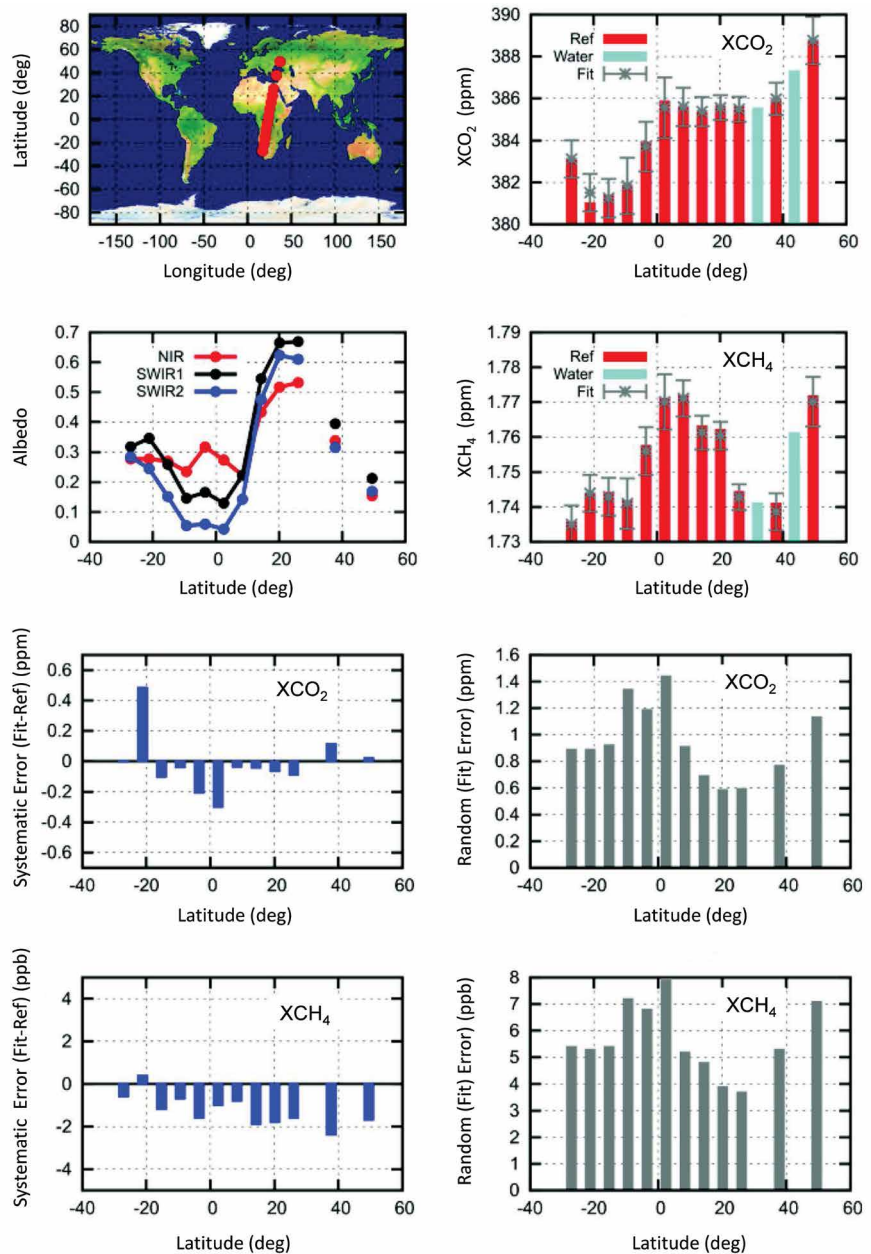 80
60
40
20
0
-20
-40
-60
-80
Latitude (deg)
-150 -100 -50 0 50 100 150
Longitude (deg)
390
388
386
384
382
380
XCO₂ (ppm)
Ref
Water
Fit
XCO₂
-40 -20 0 20 40 60
Latitude (deg)
0.7
0.6
0.5
0.4
0.3
0.2
0.1
0
Albedo
NIR
SWIR1
SWIR2
-40 -20 0 20 40 60
Latitude (deg)
1.79
1.78
1.77
1.76
1.75
1.74
1.73
XCH₄ (ppm)
Ref
Water
Fit
XCH₄
-40 -20 0 20 40 60
Latitude (deg)
0.6
0.4
0.2
0
-0.2
-0.4
-0.6
Systematic Error (Fit-Ref) (ppm)
XCO₂
-40 -20 0 20 40 60
Latitude (deg)
1.6
1.4
1.2
1
0.8
0.6
0.4
0.2
0
Random (Fit) Error) (ppm)
XCO₂
-40 -20 0 20 40 60
Latitude (deg)
4
2
0
-2
-4
Systematic Error (Fit-Ref) (ppb)
XCH₄
-40 -20 0 20 40 60
Latitude (deg)
8
7
6
5
4
3
2
1
0
Random (Fit) Error) (ppb)
XCH₄
-40 -20 0 20 40 60
Latitude (deg)